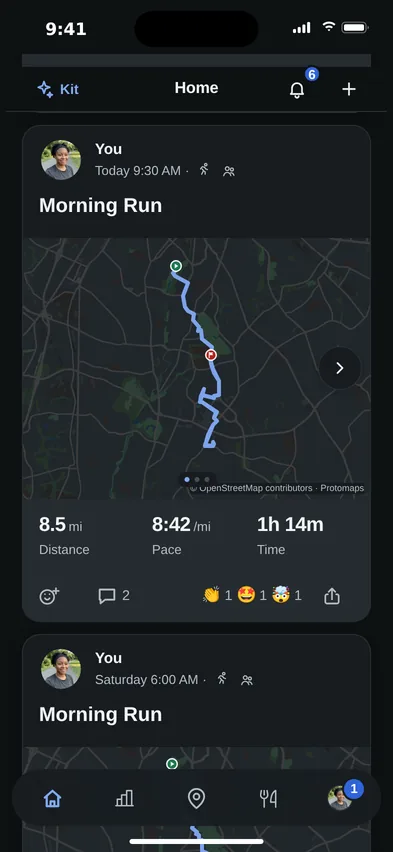 9:41
Kit
Home
6
You
Today 9:30 AM ·
Morning Run
© OpenStreetMap contributors · Protomaps
8.5 mi
8:42 /mi
1h 14m
Distance
Pace
Time
2
1
1
1
You
Saturday 6:00 AM ·
Morning Run
1